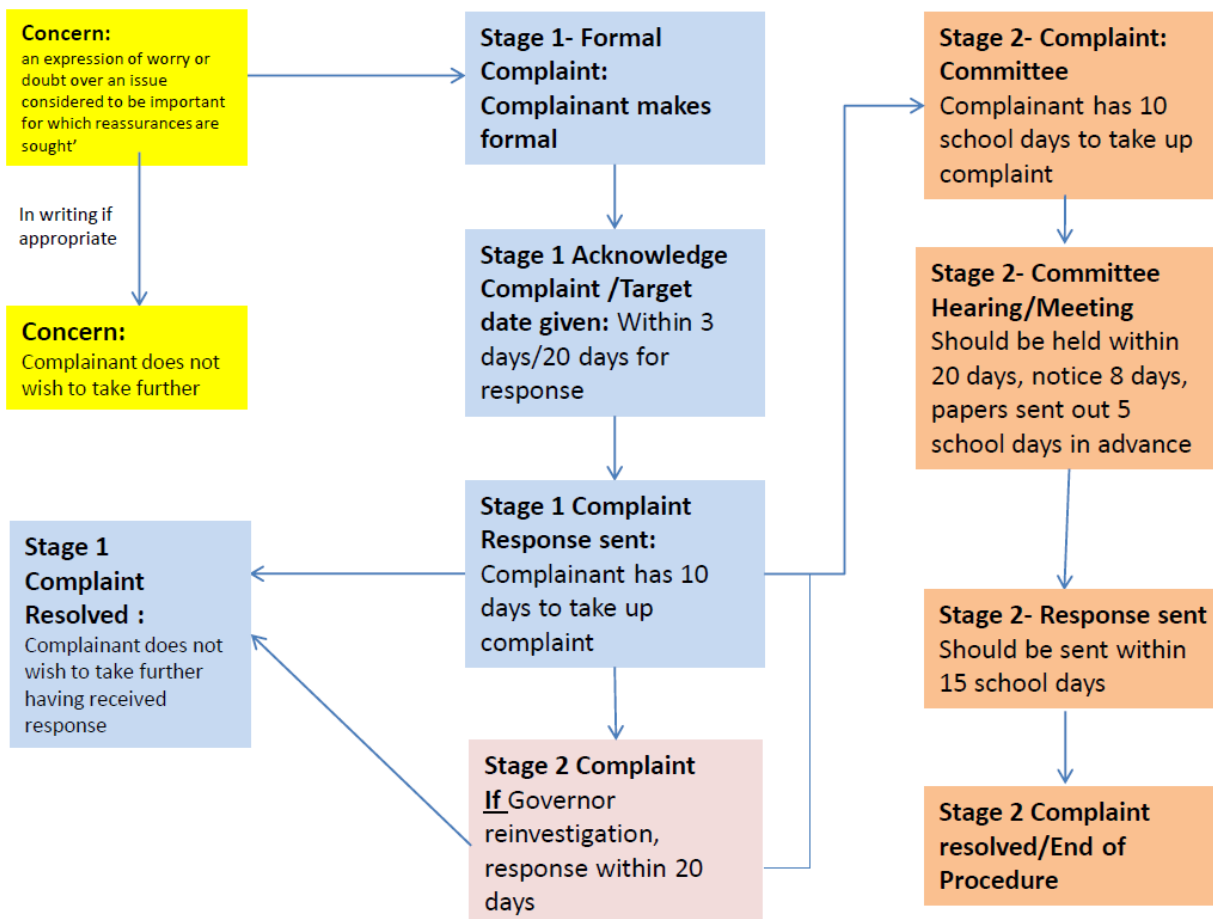 Concern:
an expression of worry or
doubt over an issue
considered to be important
for which reassurances are
sought’
In writing if
appropriate
Concern:
Complainant does not
wish to take further
Stage 1- Formal
Complaint:
Complainant makes
formal
Stage 1 Acknowledge
Complaint /Target
date given: Within 3
days/20 days for
response
Stage 1 Complaint
Response sent:
Complainant has 10
days to take up
complaint
Stage 1
Complaint
Resolved :
Complainant does not
wish to take further
having received
response
Stage 2 Complaint
If Governor
reinvestigation,
response within 20
days
Stage 2- Complaint:
Committee
Complainant has 10
school days to take up
complaint
Stage 2- Committee
Hearing/Meeting
Should be held within
20 days, notice 8 days,
papers sent out 5
school days in advance
Stage 2- Response sent
Should be sent within
15 school days
Stage 2 Complaint
resolved/End of
Procedure